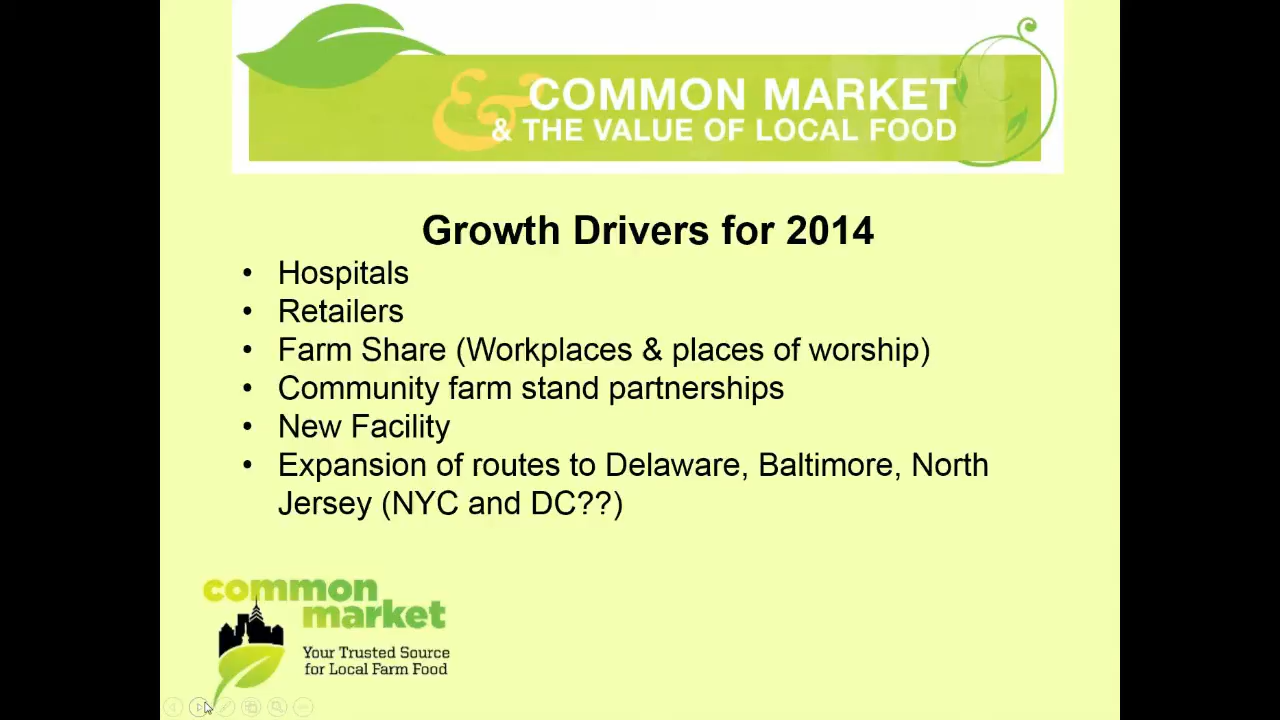 & COMMON MARKET
& THE VALUE OF LOCAL FOOD
Growth Drivers for 2014
• Hospitals
• Retailers
• Farm Share (Workplaces & places of worship)
• Community farm stand partnerships
• New Facility
• Expansion of routes to Delaware, Baltimore, North
Jersey (NYC and DC??)
common
market
Your Trusted Source
for Local Farm Food